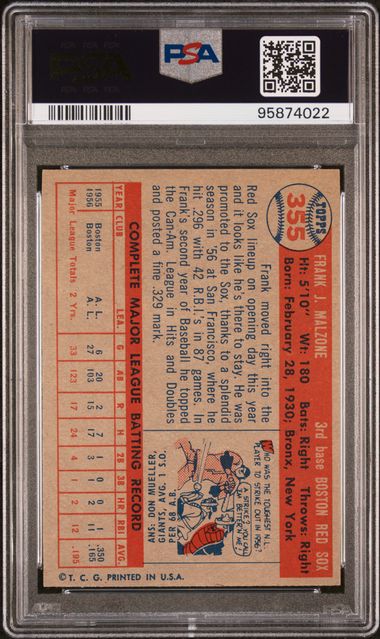 PSA
95874022
TOPPS
355
FRANK J. MALZONE 3rd base BOSTON RED SOX
Ht: 5'10" Wt: 180 Bats: Right Throws: Right
Born: February 28, 1930; Bronx, New York
Frank moved right into the
Red Sox lineup on opening day this year
and it looks like he's there to stay. He was
promoted to the Sox, thanks to a splendid
season in '56 at San Francisco, where he
hit .296 with 42 R.B.I.'s in 87 games. In
Frank's second year of Baseball he topped
the Can-Am League in Hits and Doubles
and posted a fine .329 mark.
WHO WAS THE TOUGHEST N.L.
PLAYER TO STRIKE OUT IN 1956?
A STRIKE? YOU CALL
'IM BETTER'N ME!
ANS: DON MUELLER
GIANTS, AVG. 1 S.O.
PER 68 A.B.
COMPLETE MAJOR LEAGUE BATTING RECORD
YEAR CLUB LEA. G AB R H 2B 3B HR RBI AVG.
1955 Boston A. L. 6 20 2 7 1 0 0 1 .350
1956 Boston A. L. 27 103 15 17 3 1 2 11 .165
Major League Totals 2 Yrs. 33 123 17 24 4 1 2 12 .195
© T. C. G. PRINTED IN U.S.A.